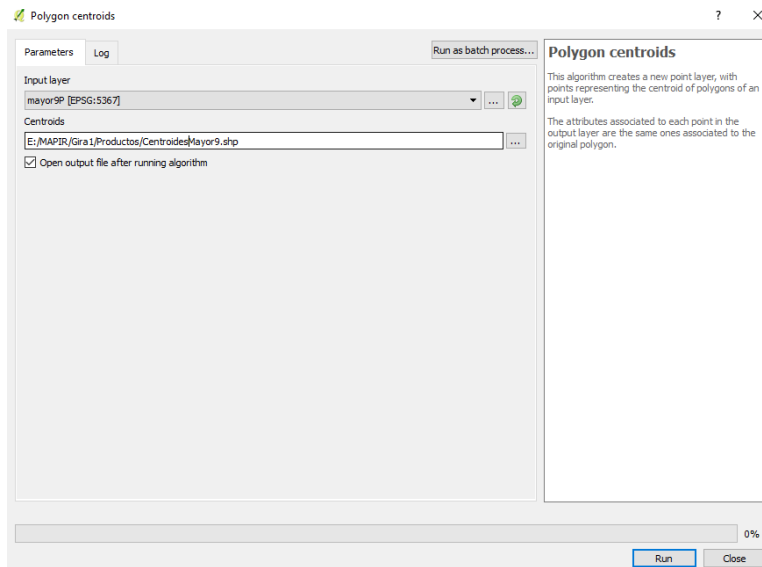 Polygon centroids
?
Parameters
Log
Run as batch process...
Input layer
mayor9P [EPSG:5367]
...
Centroids
E:/MAPIR/Gira1/Productos/CentroidesMayor9.shp
...
Open output file after running algorithm
Polygon centroids
This algorithm creates a new point layer, with
points representing the centroid of polygons of an
input layer.
The attributes associated to each point in the
output layer are the same ones associated to the
original polygon.
0%
Run
Close